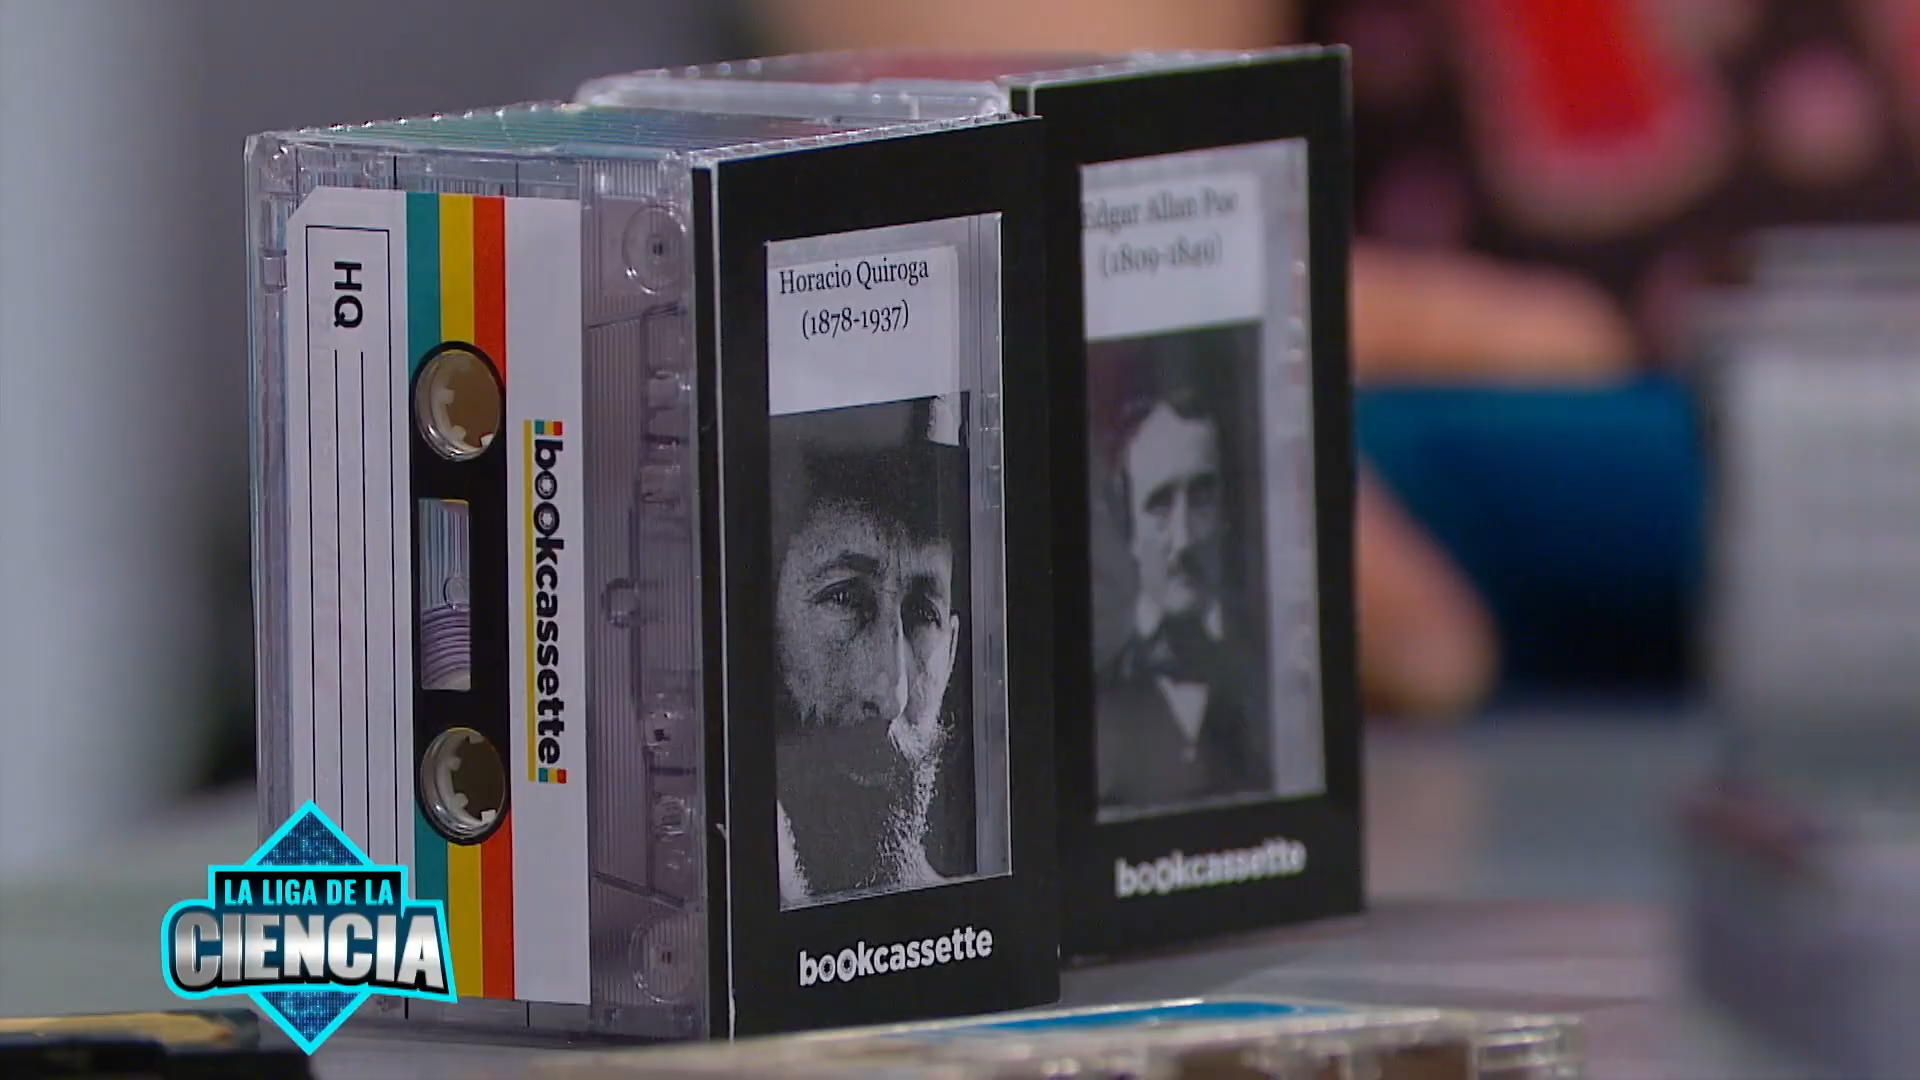 HQ
bookcassette
Horacio Quiroga
(1878-1937)
bookcassette
Edgar Allan Poe
(1809-1849)
bookcassette
LA LIGA DE LA
CIENCIA